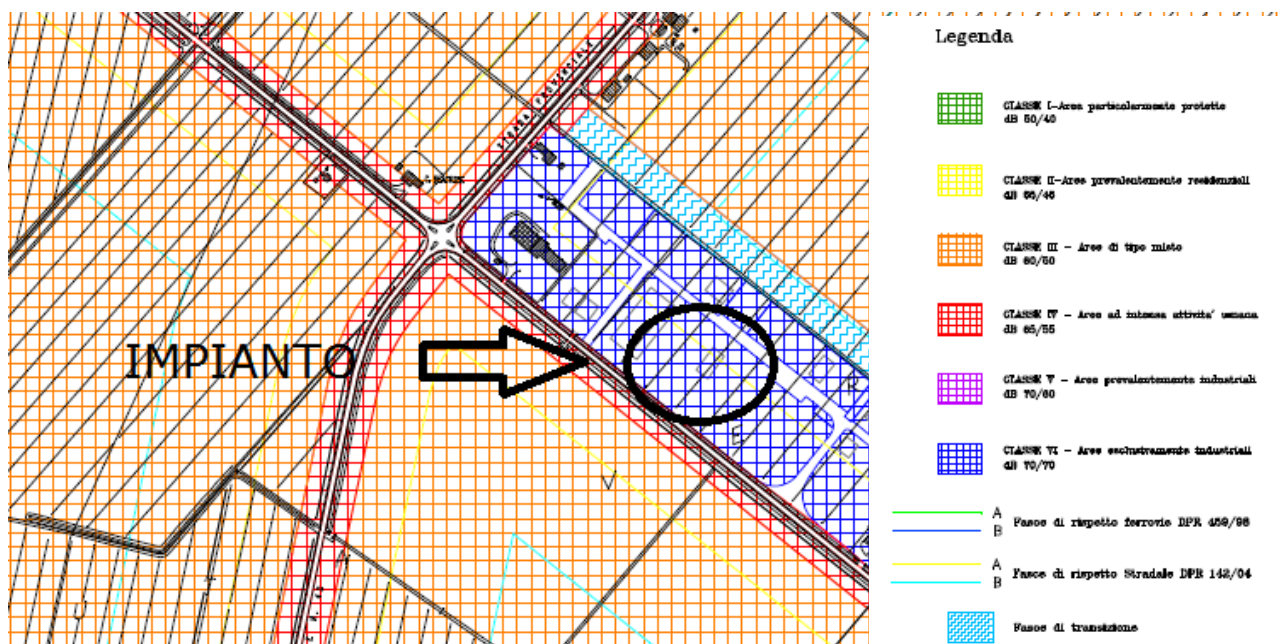 Legenda
CLASSE I-Aree particolarmente protette
dB 50/40
CLASSE II-Aree prevalentemente residenziali
dB 55/45
CLASSE III - Aree di tipo misto
dB 60/50
CLASSE IV - Aree ad intensa attivita' umana
dB 65/55
CLASSE V - Aree prevalentemente industriali
dB 70/60
CLASSE VI - Aree esclusivamente industriali
dB 70/70
A
B
Fasce di rispetto ferrovie DPR 459/98
A
B
Fasce di rispetto Stradale DPR 142/04
Fasce di transizione
STRADA PROVINCIALE
IMPIANTO
E
R
V